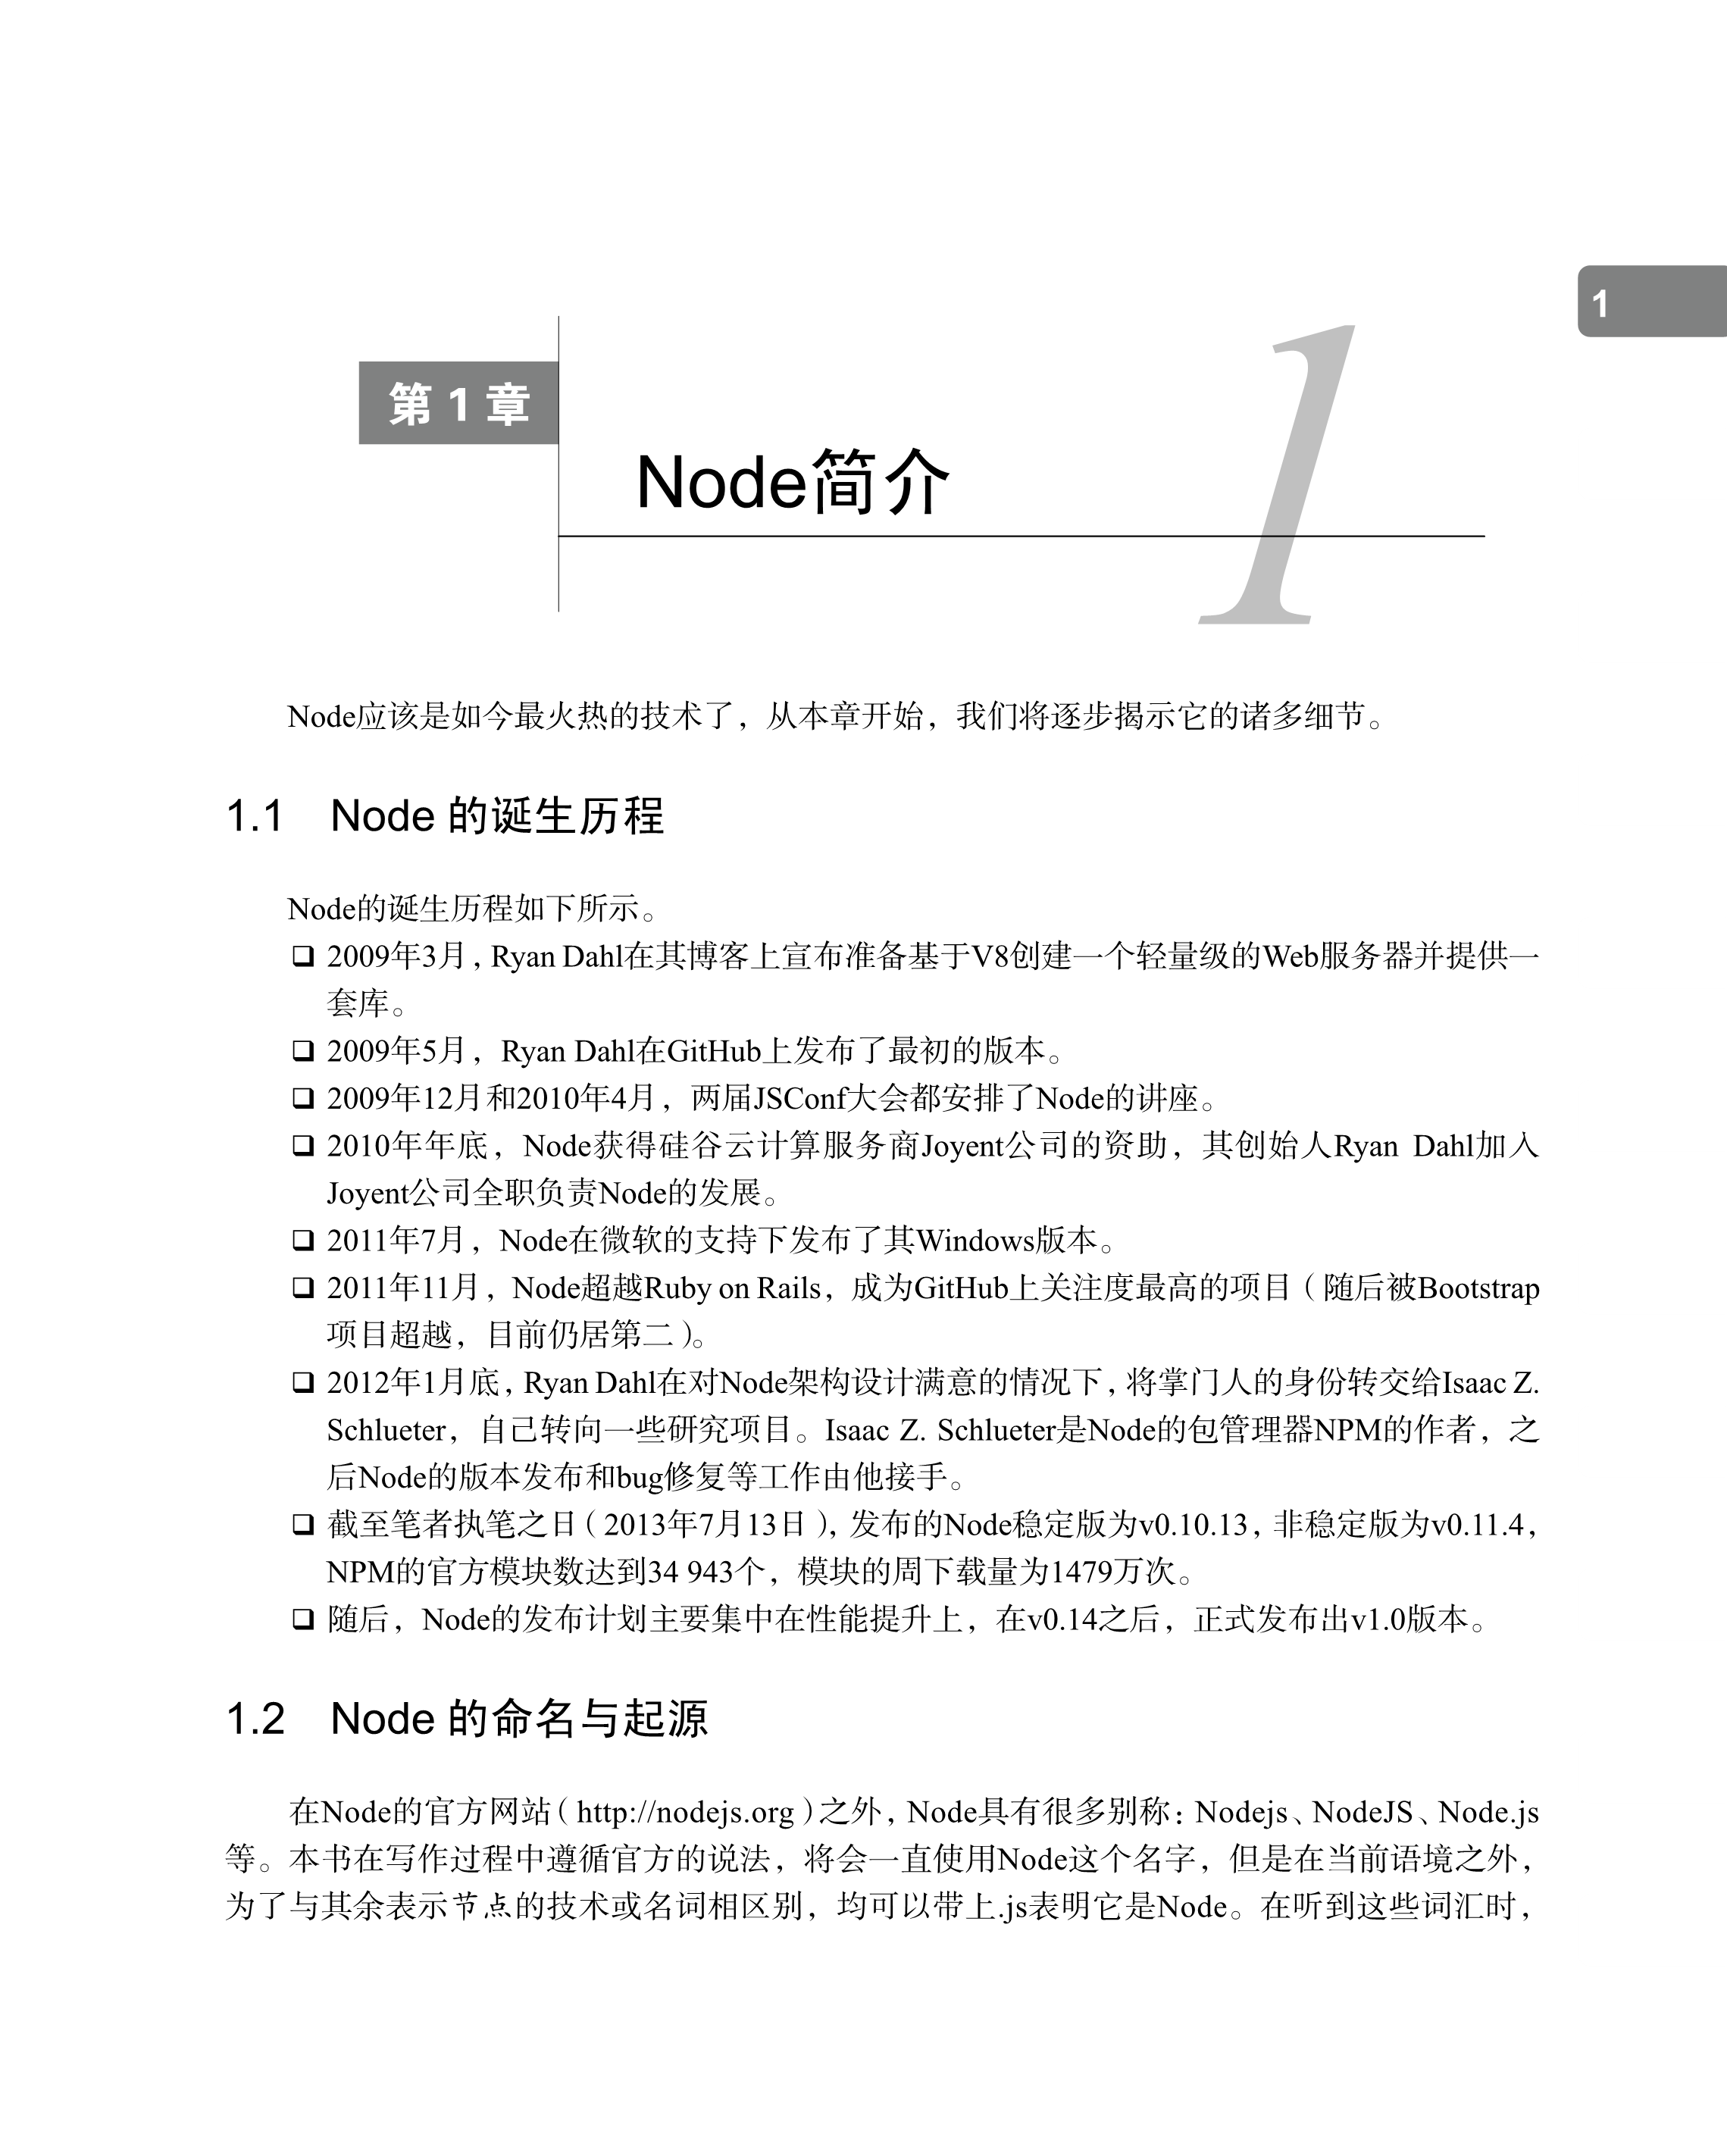 1
第 1 章
1
Node简介
Node应该是如今最火热的技术了，从本章开始，我们将逐步揭示它的诸多细节。
1.1 Node 的诞生历程
Node的诞生历程如下所示。
❑ 2009年3月，Ryan Dahl在其博客上宣布准备基于V8创建一个轻量级的Web服务器并提供一
套库。
❑ 2009年5月，Ryan Dahl在GitHub上发布了最初的版本。
❑ 2009年12月和2010年4月，两届JSConf大会都安排了Node的讲座。
❑ 2010年年底，Node获得硅谷云计算服务商Joyent公司的资助，其创始人Ryan Dahl加入
Joyent公司全职负责Node的发展。
❑ 2011年7月，Node在微软的支持下发布了其Windows版本。
❑ 2011年11月，Node超越Ruby on Rails，成为GitHub上关注度最高的项目（随后被Bootstrap
项目超越，目前仍居第二）。
❑ 2012年1月底，Ryan Dahl在对Node架构设计满意的情况下，将掌门人的身份转交给Isaac Z.
Schlueter，自己转向一些研究项目。Isaac Z. Schlueter是Node的包管理器NPM的作者，之
后Node的版本发布和bug修复等工作由他接手。
❑ 截至笔者执笔之日（2013年7月13日），发布的Node稳定版为v0.10.13，非稳定版为v0.11.4，
NPM的官方模块数达到34 943个，模块的周下载量为1479万次。
❑ 随后，Node的发布计划主要集中在性能提升上，在v0.14之后，正式发布出v1.0版本。
1.2 Node 的命名与起源
在Node的官方网站（http://nodejs.org）之外，Node具有很多别称：Nodejs、NodeJS、Node.js
等。本书在写作过程中遵循官方的说法，将会一直使用Node这个名字，但是在当前语境之外，
为了与其余表示节点的技术或名词相区别，均可以带上.js表明它是Node。在听到这些词汇时，